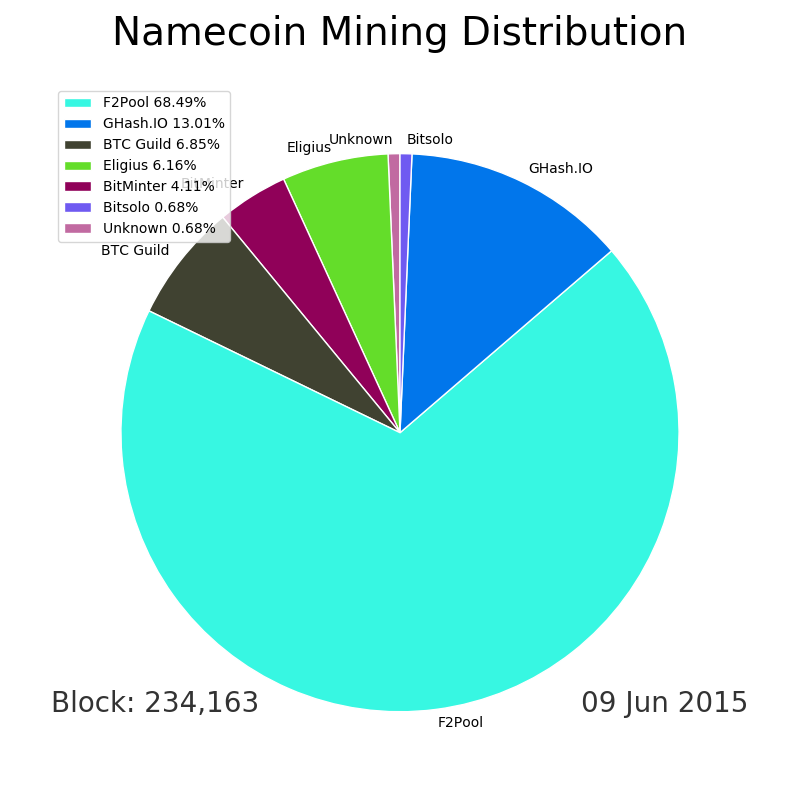 Namecoin Mining Distribution
F2Pool 68.49%
GHash.IO 13.01%
BTC Guild 6.85%
Eligius 6.16%
BitMinter 4.11%
Bitsolo 0.68%
Unknown 0.68%
Unknown
Bitsolo
Eligius
GHash.IO
BitMinter
BTC Guild
F2Pool
Block: 234,163
09 Jun 2015